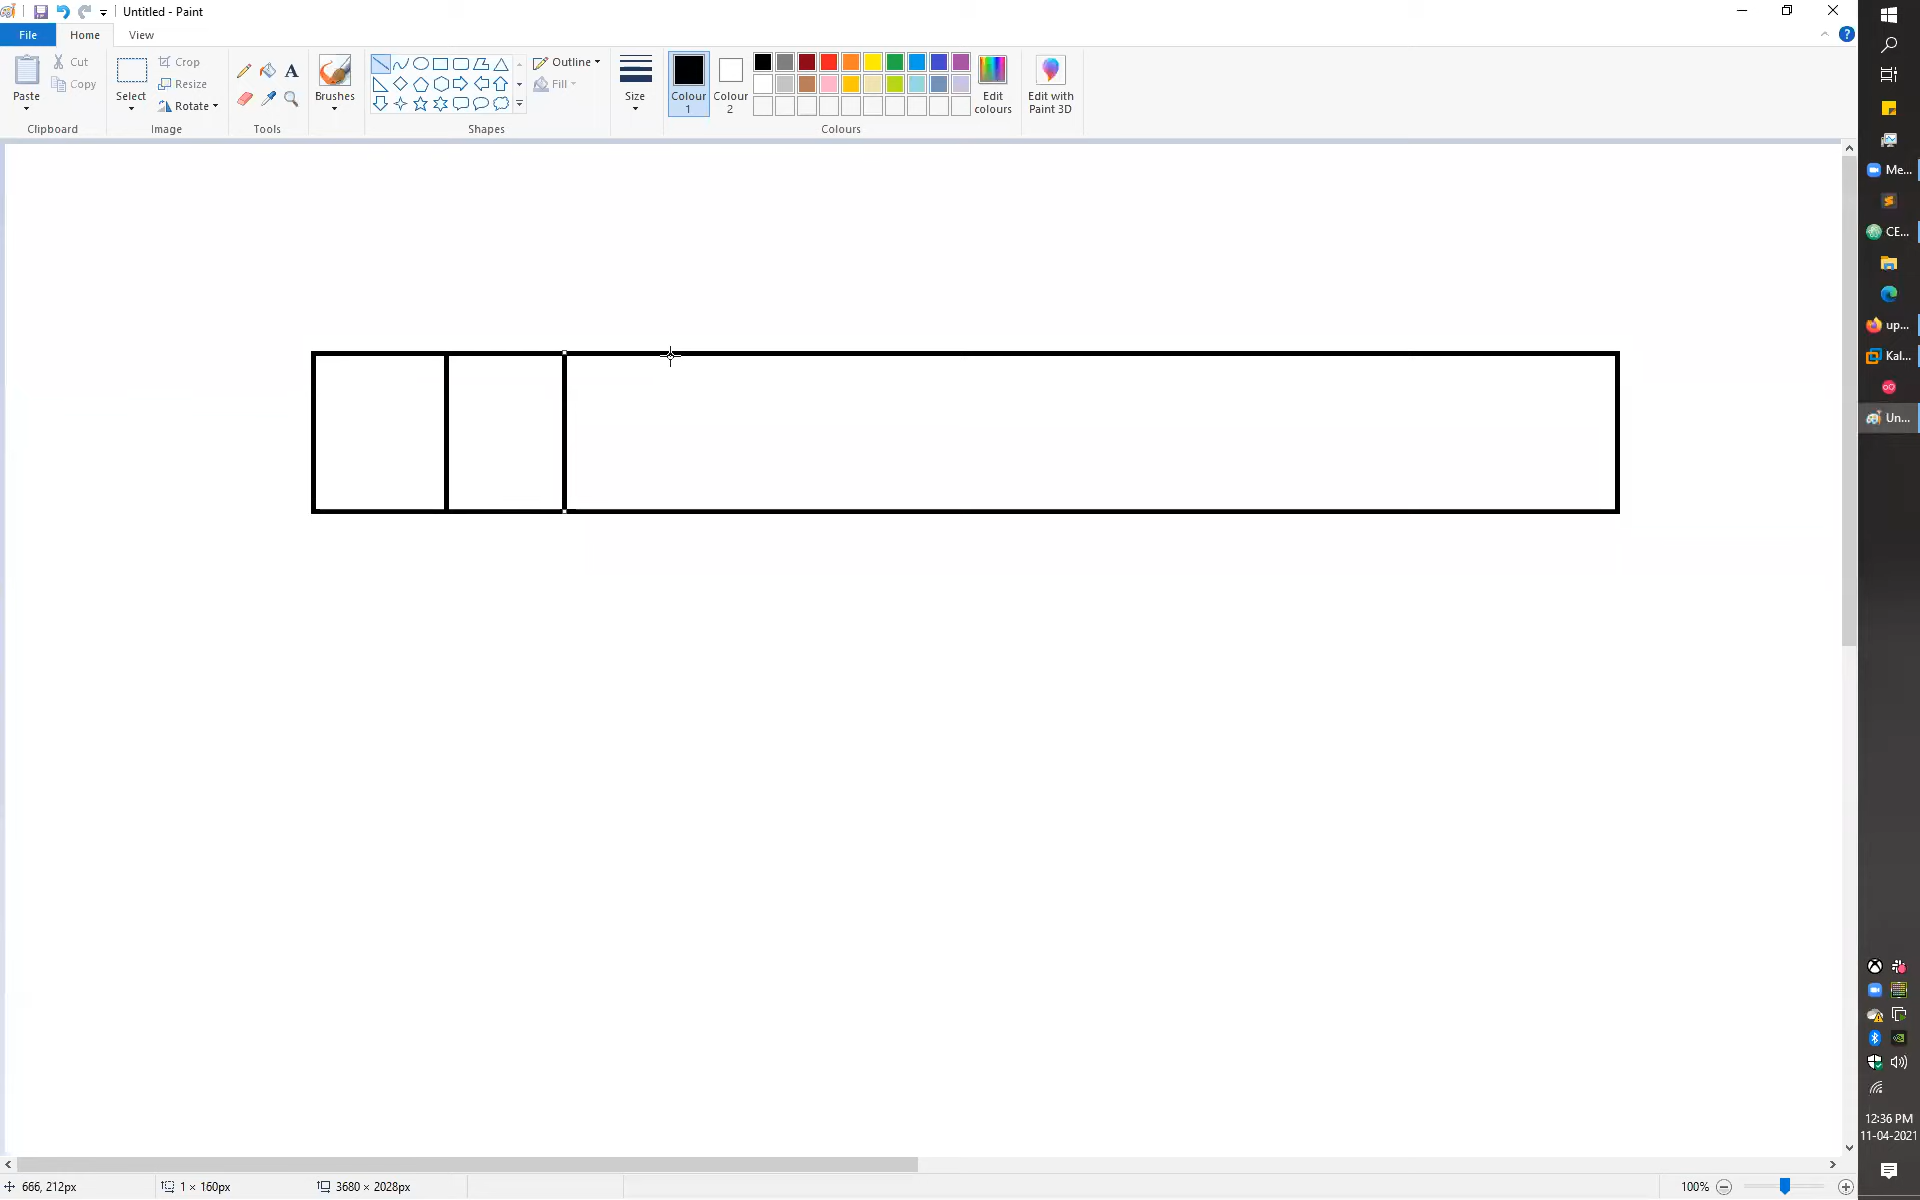 Untitled - Paint
File Home View
Paste
Cut
Copy
Clipboard
Select
Crop
Resize
Rotate
Image
A
Tools
Brushes
Shapes
Outline
Fill
Size
Colour 1
Colour 2
Colours
Edit colours
Edit with Paint 3D
?
Me...
CE...
up...
Kal...
Un...
12:36 PM
11-04-2021
666, 212px
1 × 160px
3680 × 2028px
100%